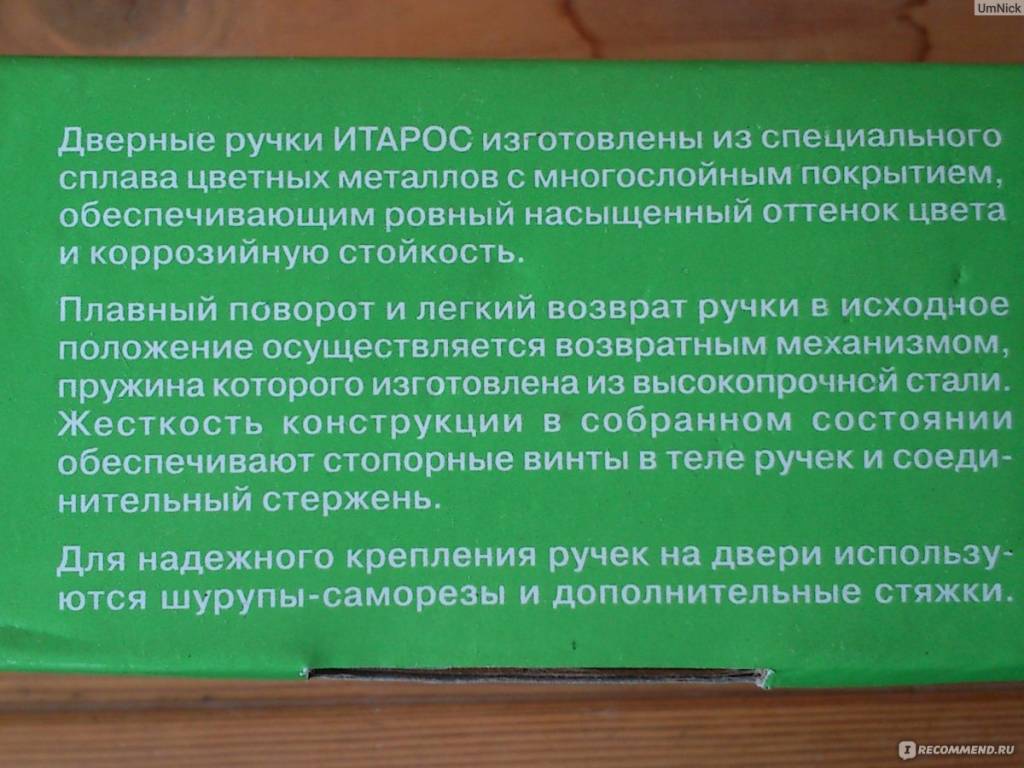 UmNick
Дверные ручки ИТАРОС изготовлены из специального
сплава цветных металлов с многослойным покрытием,
обеспечивающим ровный насыщенный оттенок цвета
и коррозийную стойкость.
Плавный поворот и легкий возврат ручки в исходное
положение осуществляется возвратным механизмом,
пружина которого изготовлена из высокопрочной стали.
Жесткость конструкции в собранном состоянии
обеспечивают стопорные винты в теле ручек и соеди-
нительный стержень.
Для надежного крепления ручек на двери использу-
ются шурупы-саморезы и дополнительные стяжки.
I RECOMMEND.RU